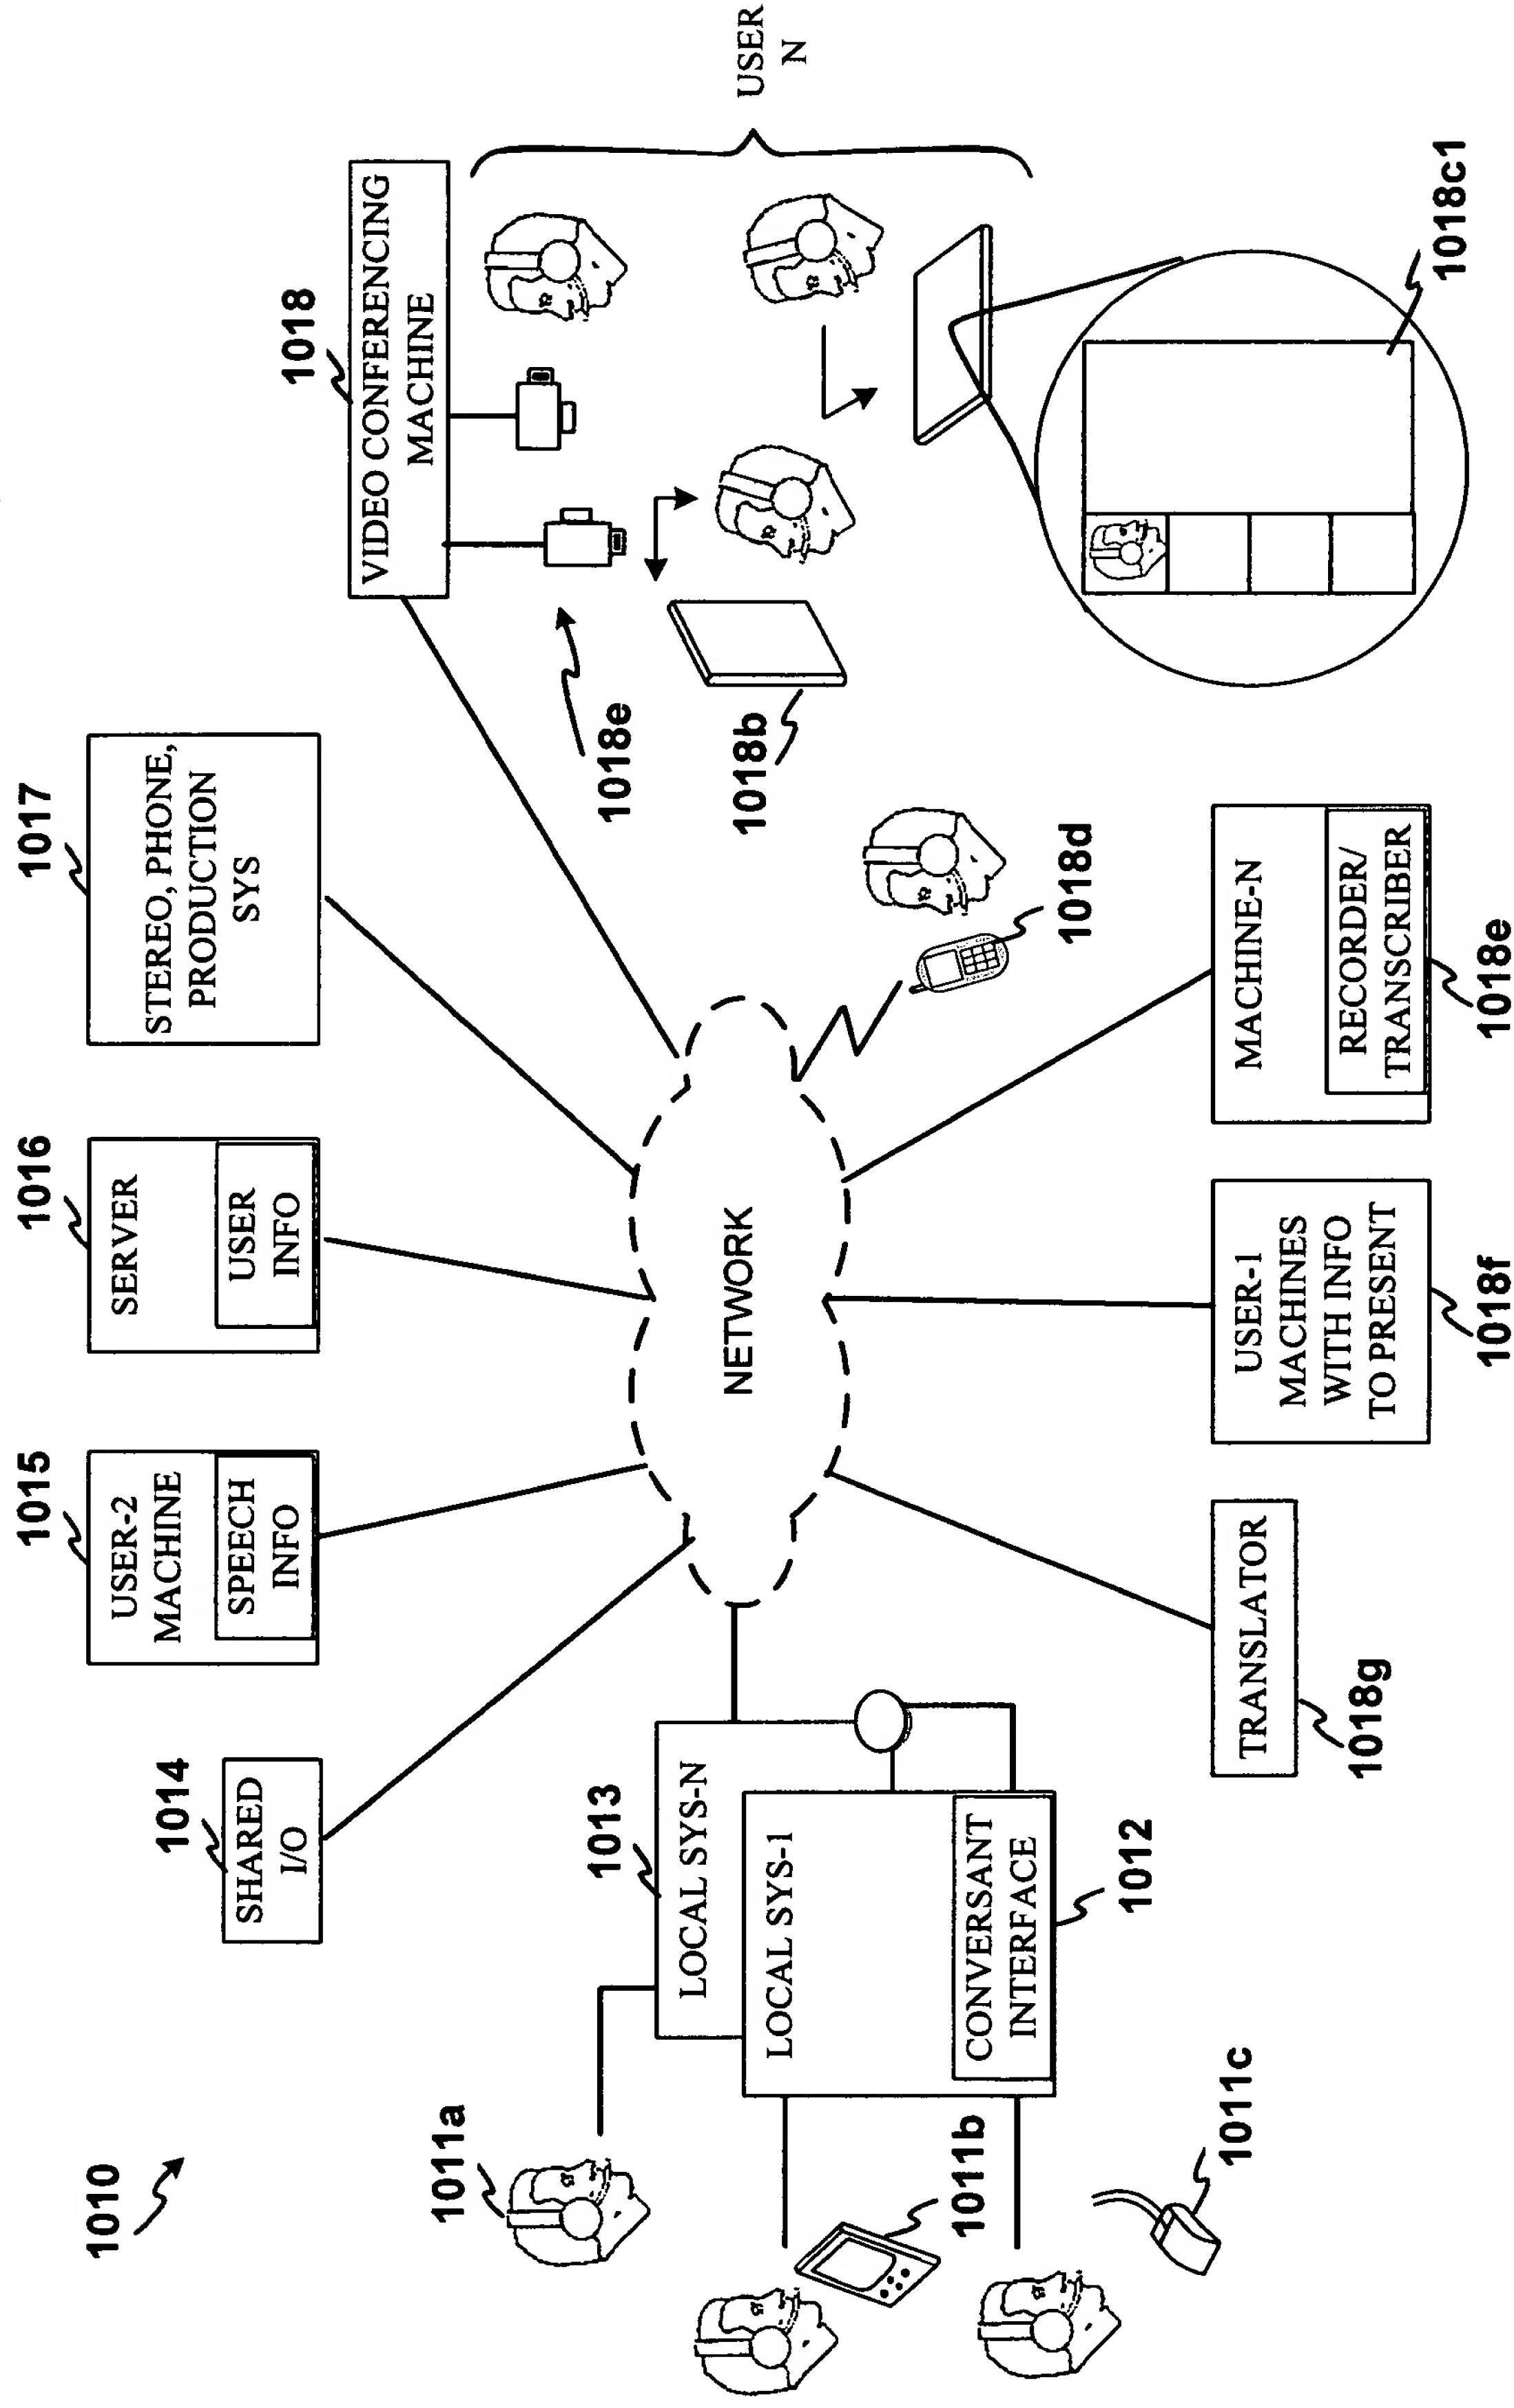 1010
1014
SHARED
I/O
1015
USER-2
MACHINE
SPEECH
INFO
1016
SERVER
USER
INFO
1017
STEREO, PHONE,
PRODUCTION
SYS
1018
VIDEO CONFERENCING
MACHINE
1018e
1018b
USER
N
1011a
1013
LOCAL SYS-N
LOCAL SYS-1
CONVERSANT
INTERFACE
1012
1011b
1011c
NETWORK
1018d
1018c1
TRANSLATOR
1018g
USER-1
MACHINES
WITH INFO
TO PRESENT
1018f
MACHINE-N
RECORDER/
TRANSCRIBER
1018e